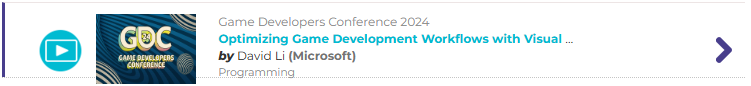 Game Developers Conference 2024
GDC
GAME DEVELOPERS
CONFERENCE
Optimizing Game Development Workflows with Visual ...
by David Li (Microsoft)
Programming